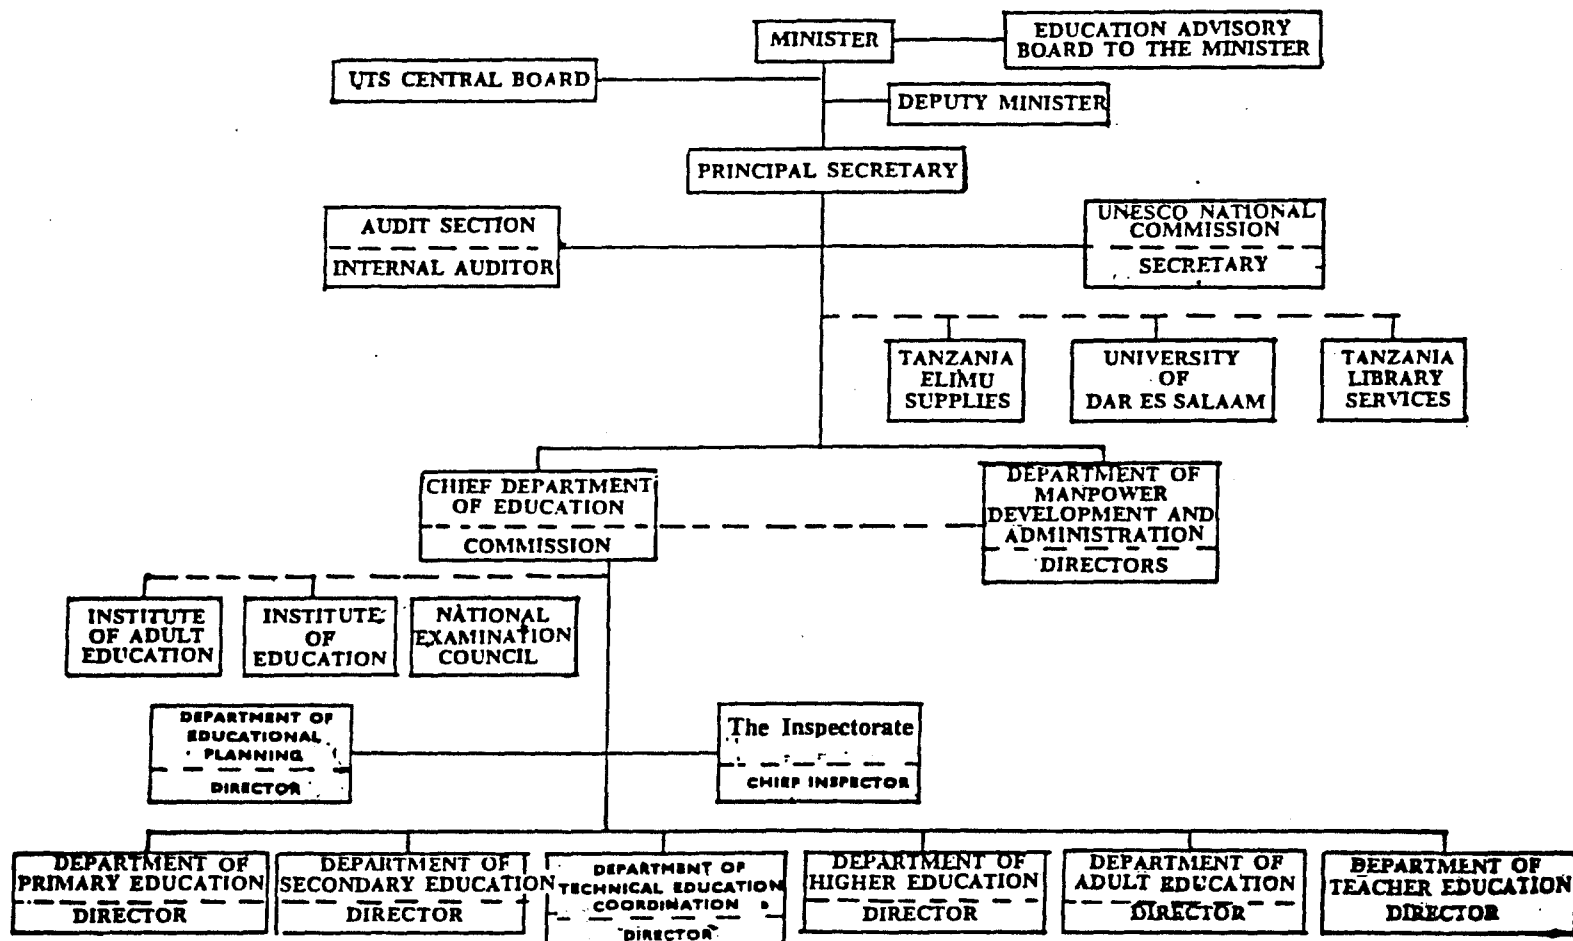 MINISTER
EDUCATION ADVISORY
BOARD TO THE MINISTER
UTS CENTRAL BOARD
DEPUTY MINISTER
PRINCIPAL SECRETARY
AUDIT SECTION
INTERNAL AUDITOR
UNESCO NATIONAL
COMMISSION
SECRETARY
TANZANIA
ELIMU
SUPPLIES
UNIVERSITY
OF
DAR ES SALAAM
TANZANIA
LIBRARY
SERVICES
CHIEF DEPARTMENT
OF EDUCATION
COMMISSION
DEPARTMENT OF
MANPOWER
DEVELOPMENT AND
ADMINISTRATION
DIRECTORS
INSTITUTE
OF ADULT
EDUCATION
INSTITUTE
OF
EDUCATION
NATIONAL
EXAMINATION
COUNCIL
DEPARTMENT OF
EDUCATIONAL
PLANNING
DIRECTOR
The Inspectorate
CHIEF INSPECTOR
DEPARTMENT OF
PRIMARY EDUCATION
DIRECTOR
DEPARTMENT OF
SECONDARY EDUCATION
DIRECTOR
DEPARTMENT OF
TECHNICAL EDUCATION
COORDINATION
DIRECTOR
DEPARTMENT OF
HIGHER EDUCATION
DIRECTOR
DEPARTMENT OF
ADULT EDUCATION
DIRECTOR
DEPARTMENT OF
TEACHER EDUCATION
DIRECTOR